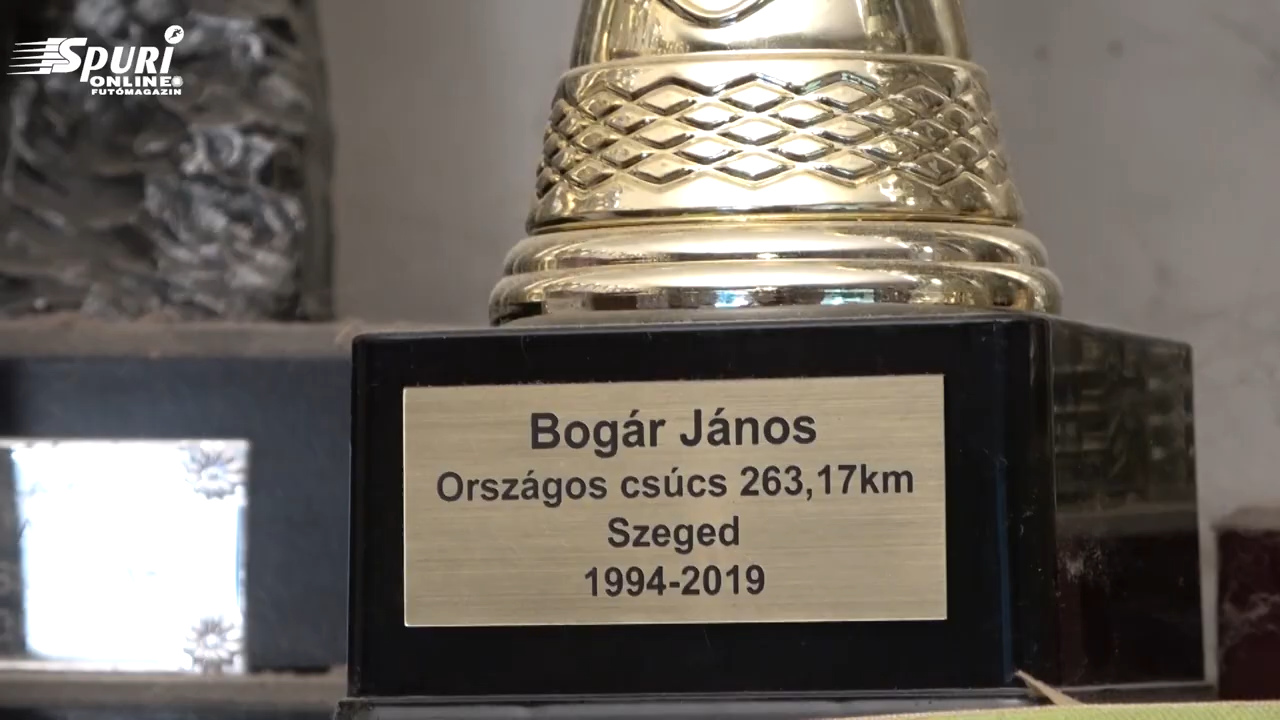 SPURI
ONLINE
FUTÓMAGAZIN
Bogár János
Országos csúcs 263,17km
Szeged
1994-2019